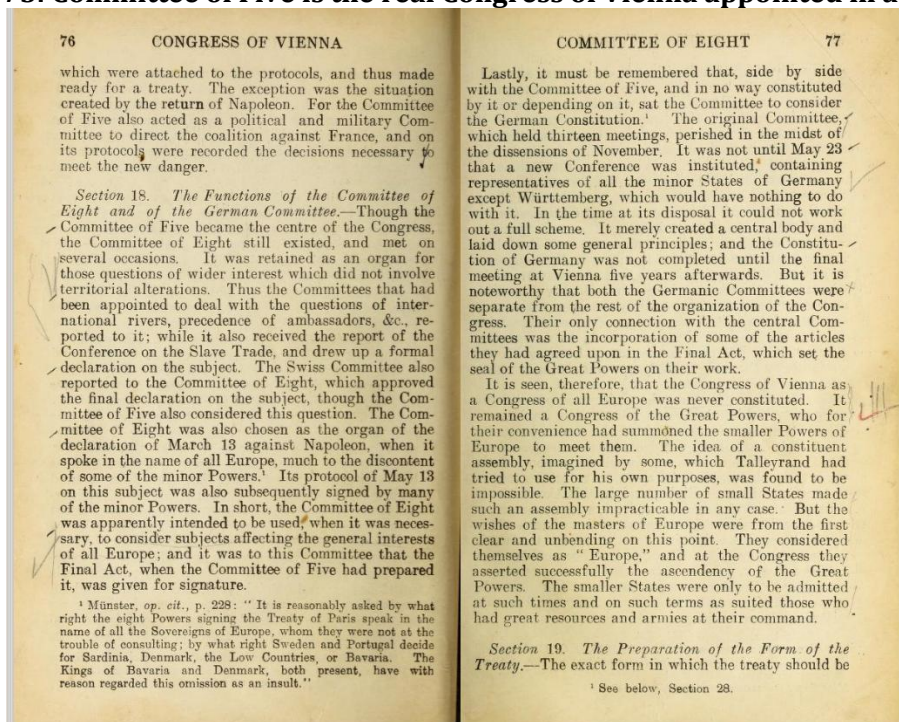 75. Committee of Five is the real Congress of Vienna appointed in a
76 CONGRESS OF VIENNA
which were attached to the protocols, and thus made
ready for a treaty. The exception was the situation
created by the return of Napoleon. For the Committee
of Five also acted as a political and military Com-
mittee to direct the coalition against France, and on
its protocols were recorded the decisions necessary to
meet the new danger.
Section 18. The Functions of the Committee of
Eight and of the German Committee.—Though the
Committee of Five became the centre of the Congress,
the Committee of Eight still existed, and met on
several occasions. It was retained as an organ for
those questions of wider interest which did not involve
territorial alterations. Thus the Committees that had
been appointed to deal with the questions of inter-
national rivers, precedence of ambassadors, &c., re-
ported to it; while it also received the report of the
Conference on the Slave Trade, and drew up a formal
declaration on the subject. The Swiss Committee also
reported to the Committee of Eight, which approved
the final declaration on the subject, though the Com-
mittee of Five also considered this question. The Com-
mittee of Eight was also chosen as the organ of the
declaration of March 13 against Napoleon, when it
spoke in the name of all Europe, much to the discontent
of some of the minor Powers.¹ Its protocol of May 13
on this subject was also subsequently signed by many
of the minor Powers. In short, the Committee of Eight
was apparently intended to be used, when it was neces-
sary, to consider subjects affecting the general interests
of all Europe; and it was to this Committee that the
Final Act, when the Committee of Five had prepared
it, was given for signature.
¹ Münster, op. cit., p. 228: " It is reasonably asked by what
right the eight Powers signing the Treaty of Paris speak in the
name of all the Sovereigns of Europe, whom they were not at the
trouble of consulting; by what right Sweden and Portugal decide
for Sardinia, Denmark, the Low Countries, or Bavaria. The
Kings of Bavaria and Denmark, both present, have with
reason regarded this omission as an insult."
COMMITTEE OF EIGHT 77
Lastly, it must be remembered that, side by side
with the Committee of Five, and in no way constituted
by it or depending on it, sat the Committee to consider
the German Constitution.¹ The original Committee,
which held thirteen meetings, perished in the midst of
the dissensions of November. It was not until May 23
that a new Conference was instituted, containing
representatives of all the minor States of Germany
except Württemberg, which would have nothing to do
with it. In the time at its disposal it could not work
out a full scheme. It merely created a central body and
laid down some general principles; and the Constitu-
tion of Germany was not completed until the final
meeting at Vienna five years afterwards. But it is
noteworthy that both the Germanic Committees were
separate from the rest of the organization of the Con-
gress. Their only connection with the central Com-
mittees was the incorporation of some of the articles
they had agreed upon in the Final Act, which set the
seal of the Great Powers on their work.
It is seen, therefore, that the Congress of Vienna as
a Congress of all Europe was never constituted. It
remained a Congress of the Great Powers, who for
their convenience had summoned the smaller Powers of
Europe to meet them. The idea of a constituent
assembly, imagined by some, which Talleyrand had
tried to use for his own purposes, was found to be
impossible. The large number of small States made
such an assembly impracticable in any case. But the
wishes of the masters of Europe were from the first
clear and unbending on this point. They considered
themselves as " Europe," and at the Congress they
asserted successfully the ascendency of the Great
Powers. The smaller States were only to be admitted
at such times and on such terms as suited those who
had great resources and armies at their command.
Section 19. The Preparation of the Form of the
Treaty.—The exact form in which the treaty should be
¹ See below, Section 28.